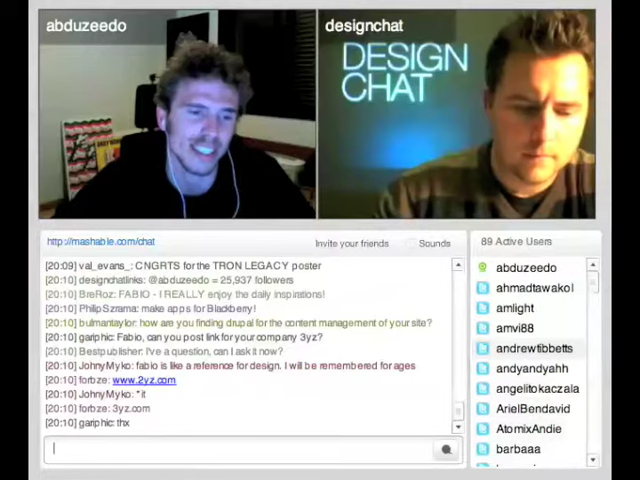 abduzeedo
designchat
DESIGN
CHAT
http://mashable.com/chat
Invite your friends
Sounds
89 Active Users
[20:09] val_evans_: CNGRTS for the TRON LEGACY poster
[20:10] designchatlinks: @abduzeedo = 25,937 followers
[20:10] BreRoz: FABIO - I REALLY enjoy the daily inspirations!
[20:10] PhilipSzrama: make apps for Blackberry!
[20:10] bulmantaylor: how are you finding drupal for the content management of your site?
[20:10] gariphic: Fabio, can you post link for your company 3yz?
[20:10] Bestpublisher: I've a question, can I ask it now?
[20:10] JohnyMyko: fabio is like a reference for design. I will be remembered for ages
[20:10] forbze: www.2yz.com
[20:10] JohnyMyko: *it
[20:10] forbze: 3yz.com
[20:10] gariphic: thx
abduzeedo
ahmadtawakol
amlight
amvi88
andrewtibbetts
andyandyahh
angelitokaczala
ArielBendavid
AtomixAndie
barbaaa